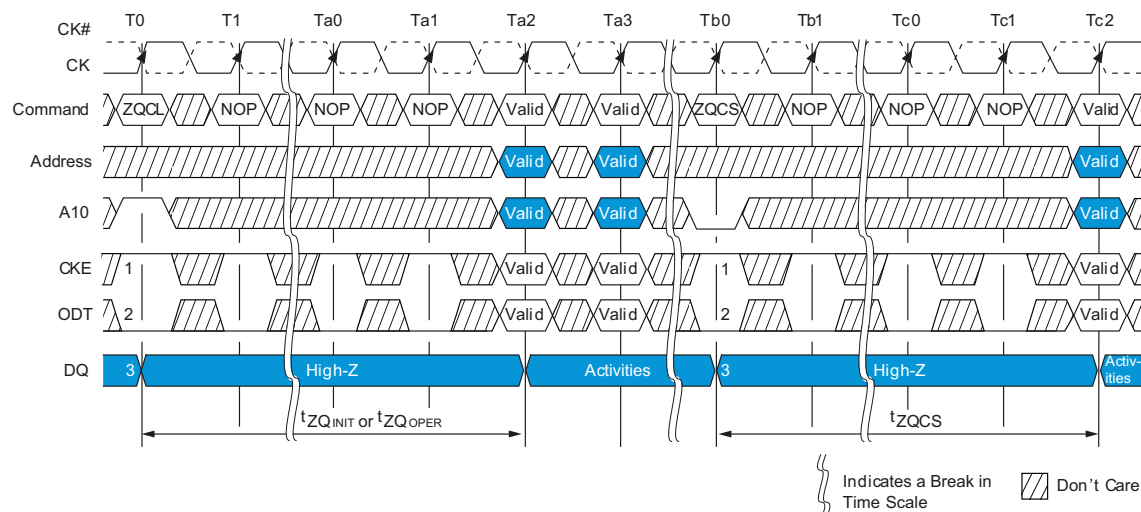 T0 T1 Ta0 Ta1 Ta2 Ta3 Tb0 Tb1 Tc0 Tc1 Tc2
CK#
CK
Command ZQCL NOP NOP NOP Valid Valid ZQCS NOP NOP NOP Valid
Address Valid Valid Valid
A10 Valid Valid Valid
CKE 1 Valid Valid 1 Valid
ODT 2 Valid Valid 2 Valid
DQ 3 High-Z Activities 3 High-Z Activ-
ities
tZQINIT or tZQOPER tZQCS
Indicates a Break in
Time Scale
Don't Care